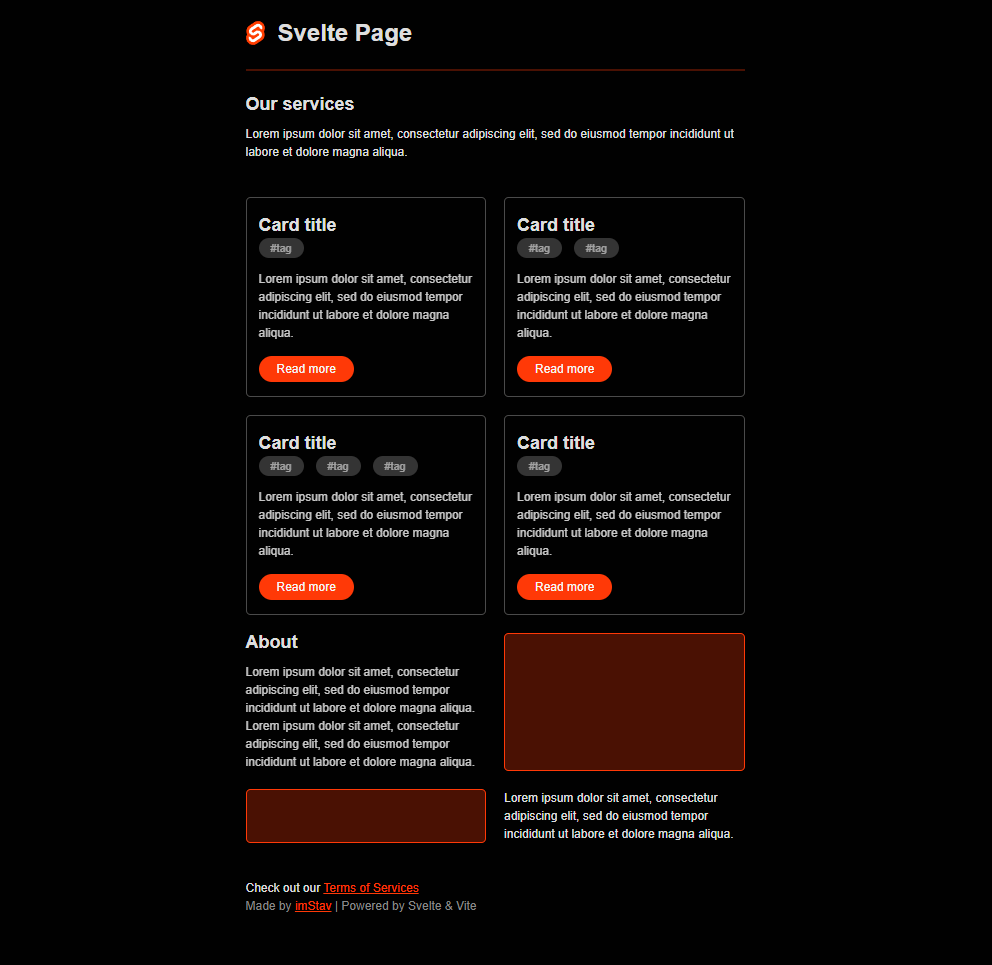 Svelte Page
Our services
Lorem ipsum dolor sit amet, consectetur adipiscing elit, sed do eiusmod tempor incididunt ut
labore et dolore magna aliqua.
Card title
#tag
Lorem ipsum dolor sit amet, consectetur
adipiscing elit, sed do eiusmod tempor
incididunt ut labore et dolore magna
aliqua.
Read more
Card title
#tag #tag
Lorem ipsum dolor sit amet, consectetur
adipiscing elit, sed do eiusmod tempor
incididunt ut labore et dolore magna
aliqua.
Read more
Card title
#tag #tag #tag
Lorem ipsum dolor sit amet, consectetur
adipiscing elit, sed do eiusmod tempor
incididunt ut labore et dolore magna
aliqua.
Read more
Card title
#tag
Lorem ipsum dolor sit amet, consectetur
adipiscing elit, sed do eiusmod tempor
incididunt ut labore et dolore magna
aliqua.
Read more
About
Lorem ipsum dolor sit amet, consectetur
adipiscing elit, sed do eiusmod tempor
incididunt ut labore et dolore magna aliqua.
Lorem ipsum dolor sit amet, consectetur
adipiscing elit, sed do eiusmod tempor
incididunt ut labore et dolore magna aliqua.
Lorem ipsum dolor sit amet, consectetur
adipiscing elit, sed do eiusmod tempor
incididunt ut labore et dolore magna aliqua.
Check out our Terms of Services
Made by imStav | Powered by Svelte & Vite